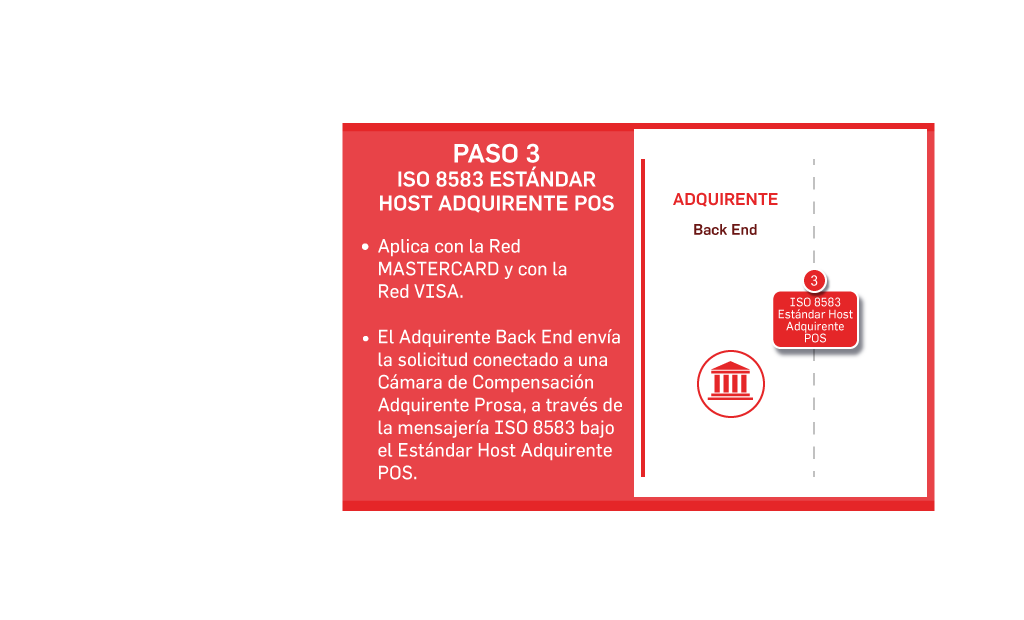 PASO 3
ISO 8583 ESTÁNDAR
HOST ADQUIRENTE POS
• Aplica con la Red
MASTERCARD y con la
Red VISA.
• El Adquirente Back End envía
la solicitud conectado a una
Cámara de Compensación
Adquirente Prosa, a través de
la mensajería ISO 8583 bajo
el Estándar Host Adquirente
POS.
ADQUIRENTE
Back End
3
ISO 8583
Estándar Host
Adquirente
POS